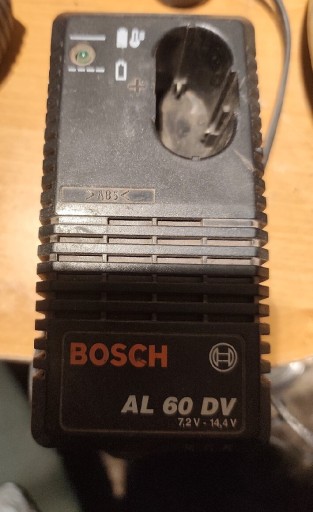 >ABS<
BOSCH
AL 60 DV
7,2 V - 14,4 V